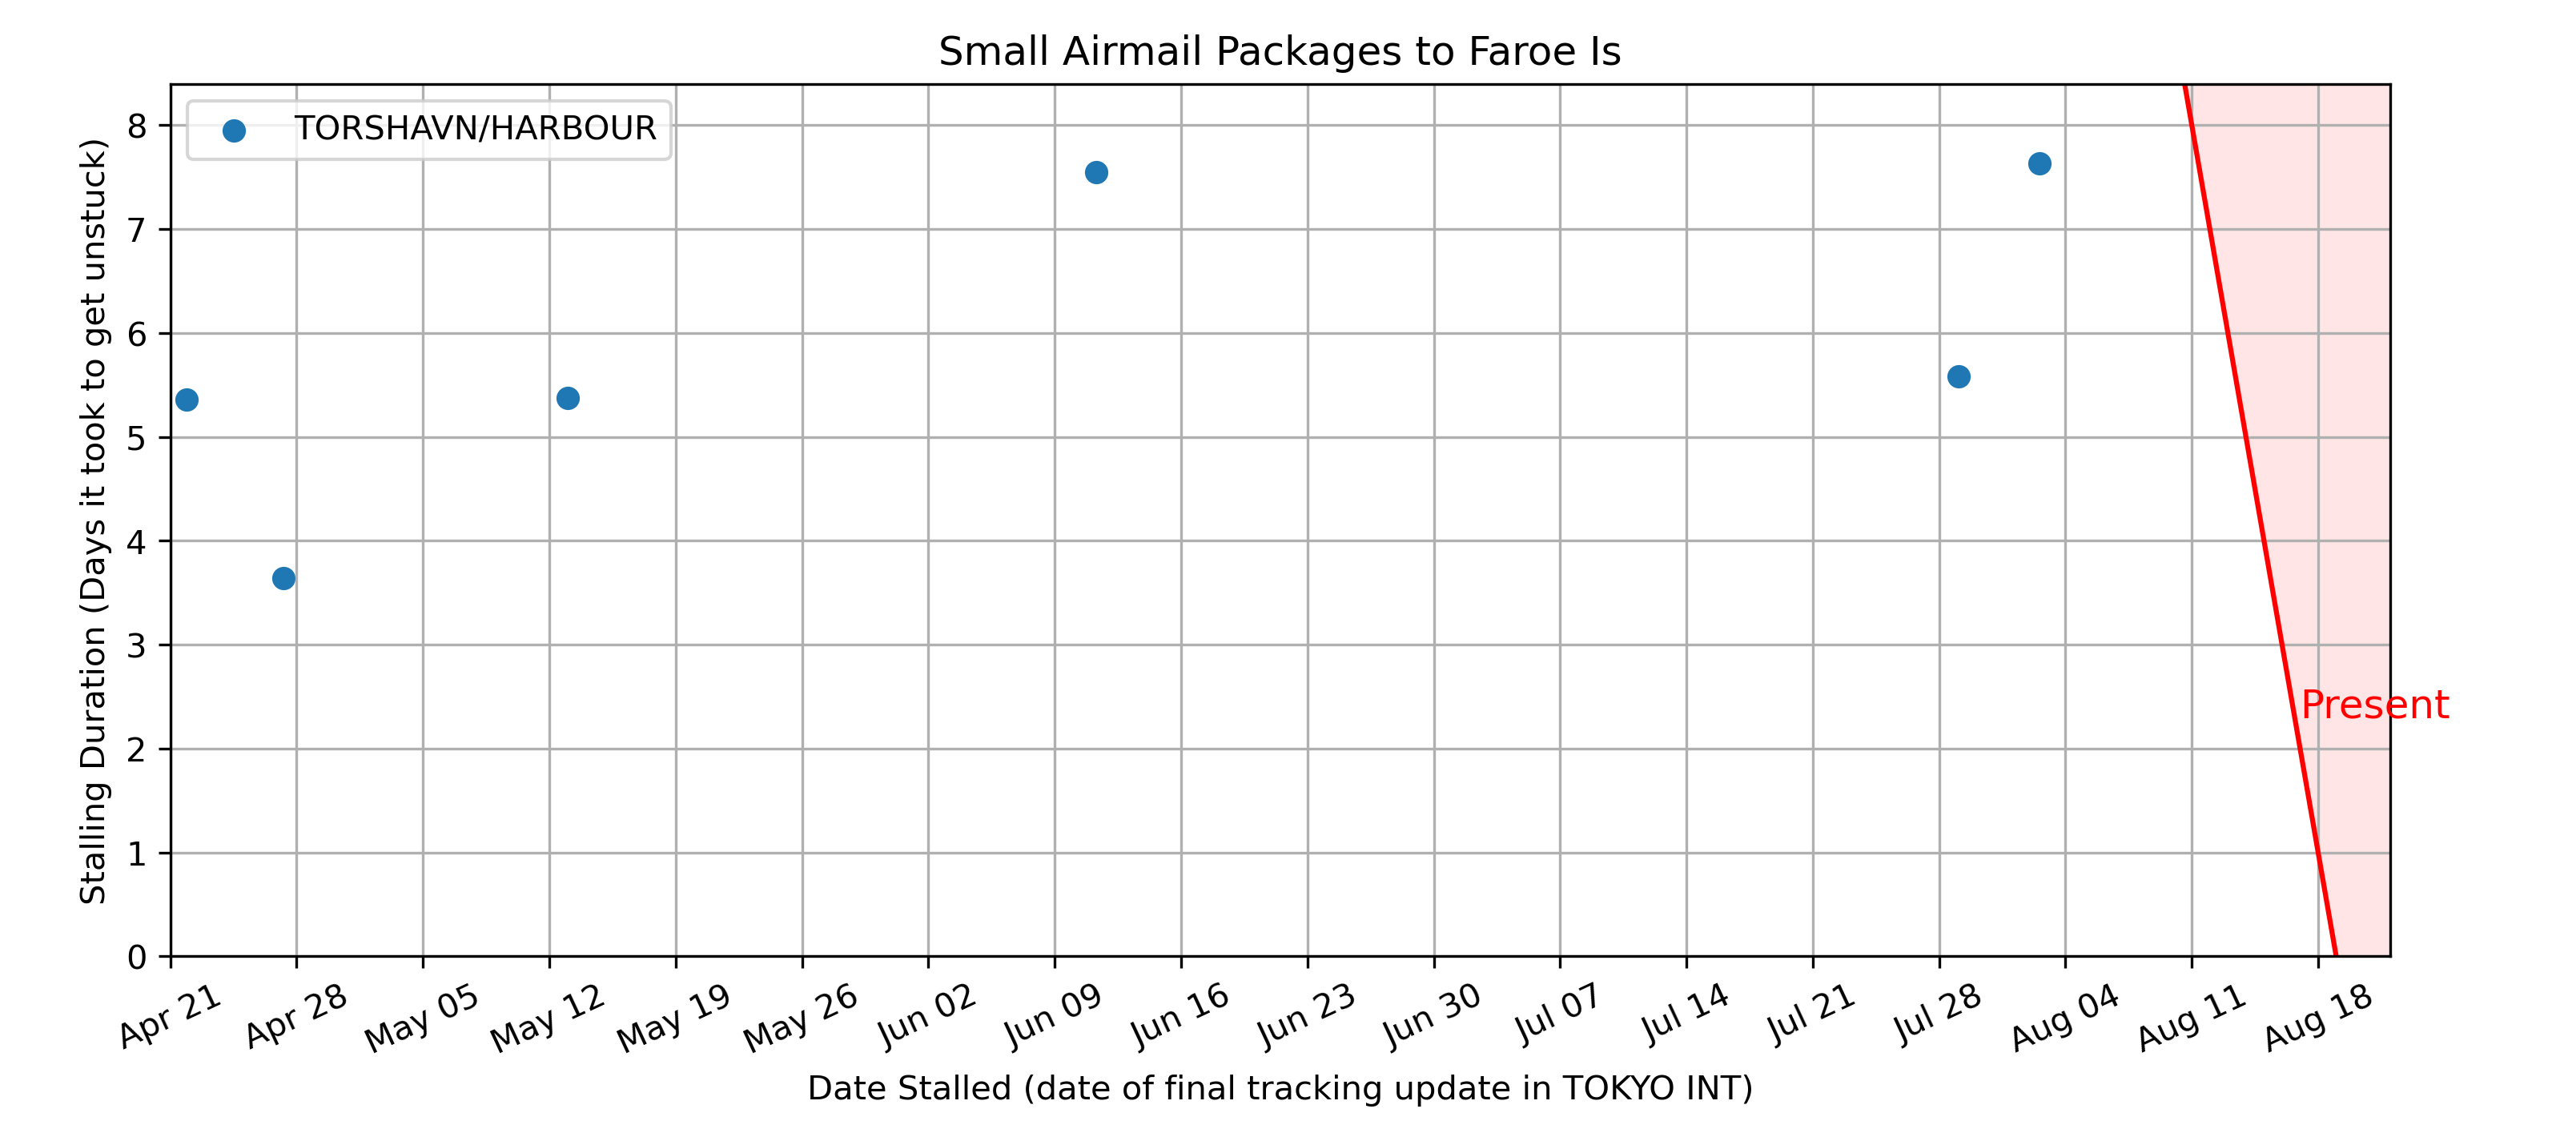 Small Airmail Packages to Faroe Is
TORSHAVN/HARBOUR
Stalling Duration (Days it took to get unstuck)
8
7
6
5
4
3
2
1
0
Present
Apr 21
Apr 28
May 05
May 12
May 19
May 26
Jun 02
Jun 09
Jun 16
Jun 23
Jun 30
Jul 07
Jul 14
Jul 21
Jul 28
Aug 04
Aug 11
Aug 18
Date Stalled (date of final tracking update in TOKYO INT)